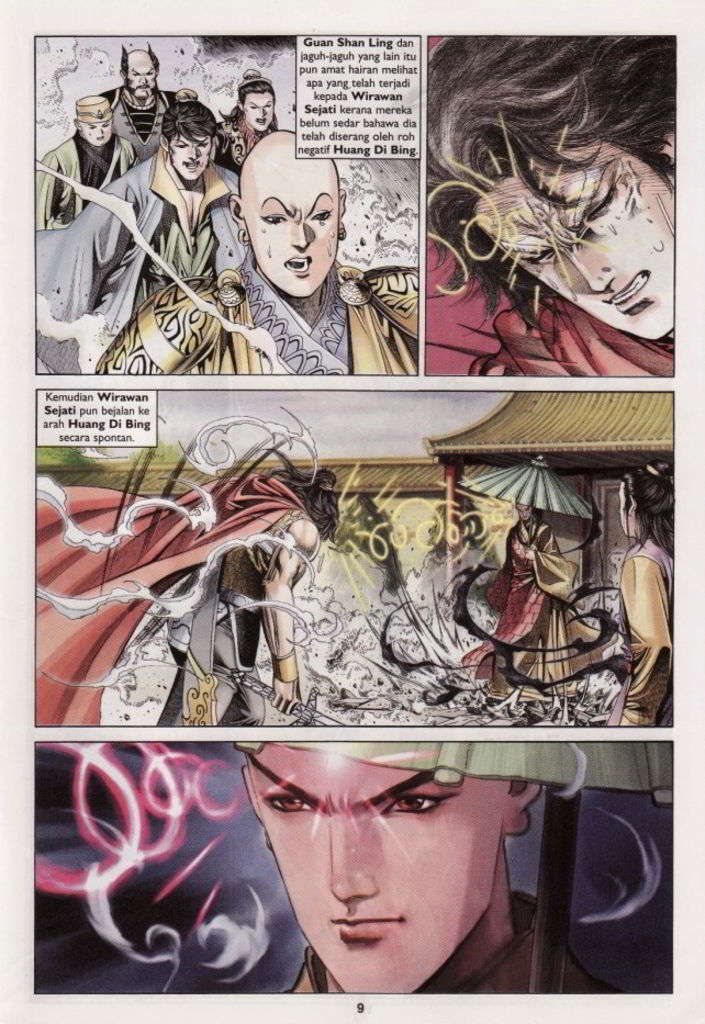 Guan Shan Ling dan
jaguh-jaguh yang lain itu
pun amat hairan melihat
apa yang telah terjadi
kepada Wirawan
Sejati kerana mereka
belum sedar bahawa dia
telah diserang oleh roh
negatif Huang Di Bing.
Kemudian Wirawan
Sejati pun bejalan ke
arah Huang Di Bing
secara spontan.
9